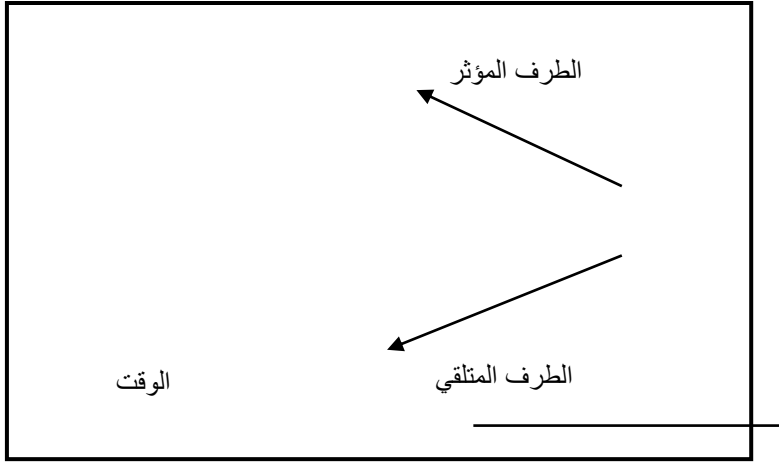 الطرف المؤثر
الطرف المتلقي
الوقت